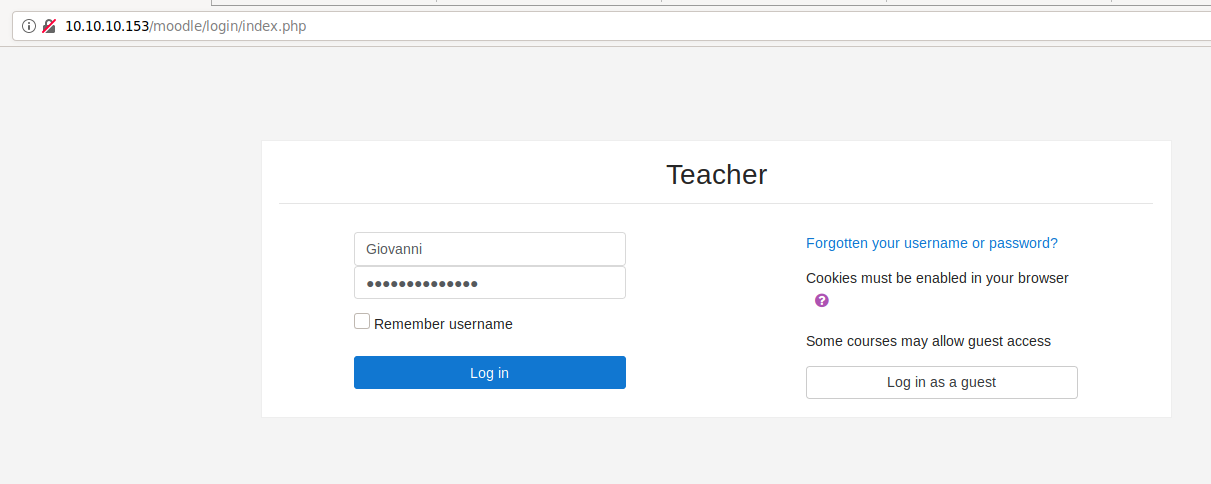 10.10.10.153/moodle/login/index.php
Teacher
Giovanni
●●●●●●●●●●●●●●
Remember username
Log in
Forgotten your username or password?
Cookies must be enabled in your browser
?
Some courses may allow guest access
Log in as a guest